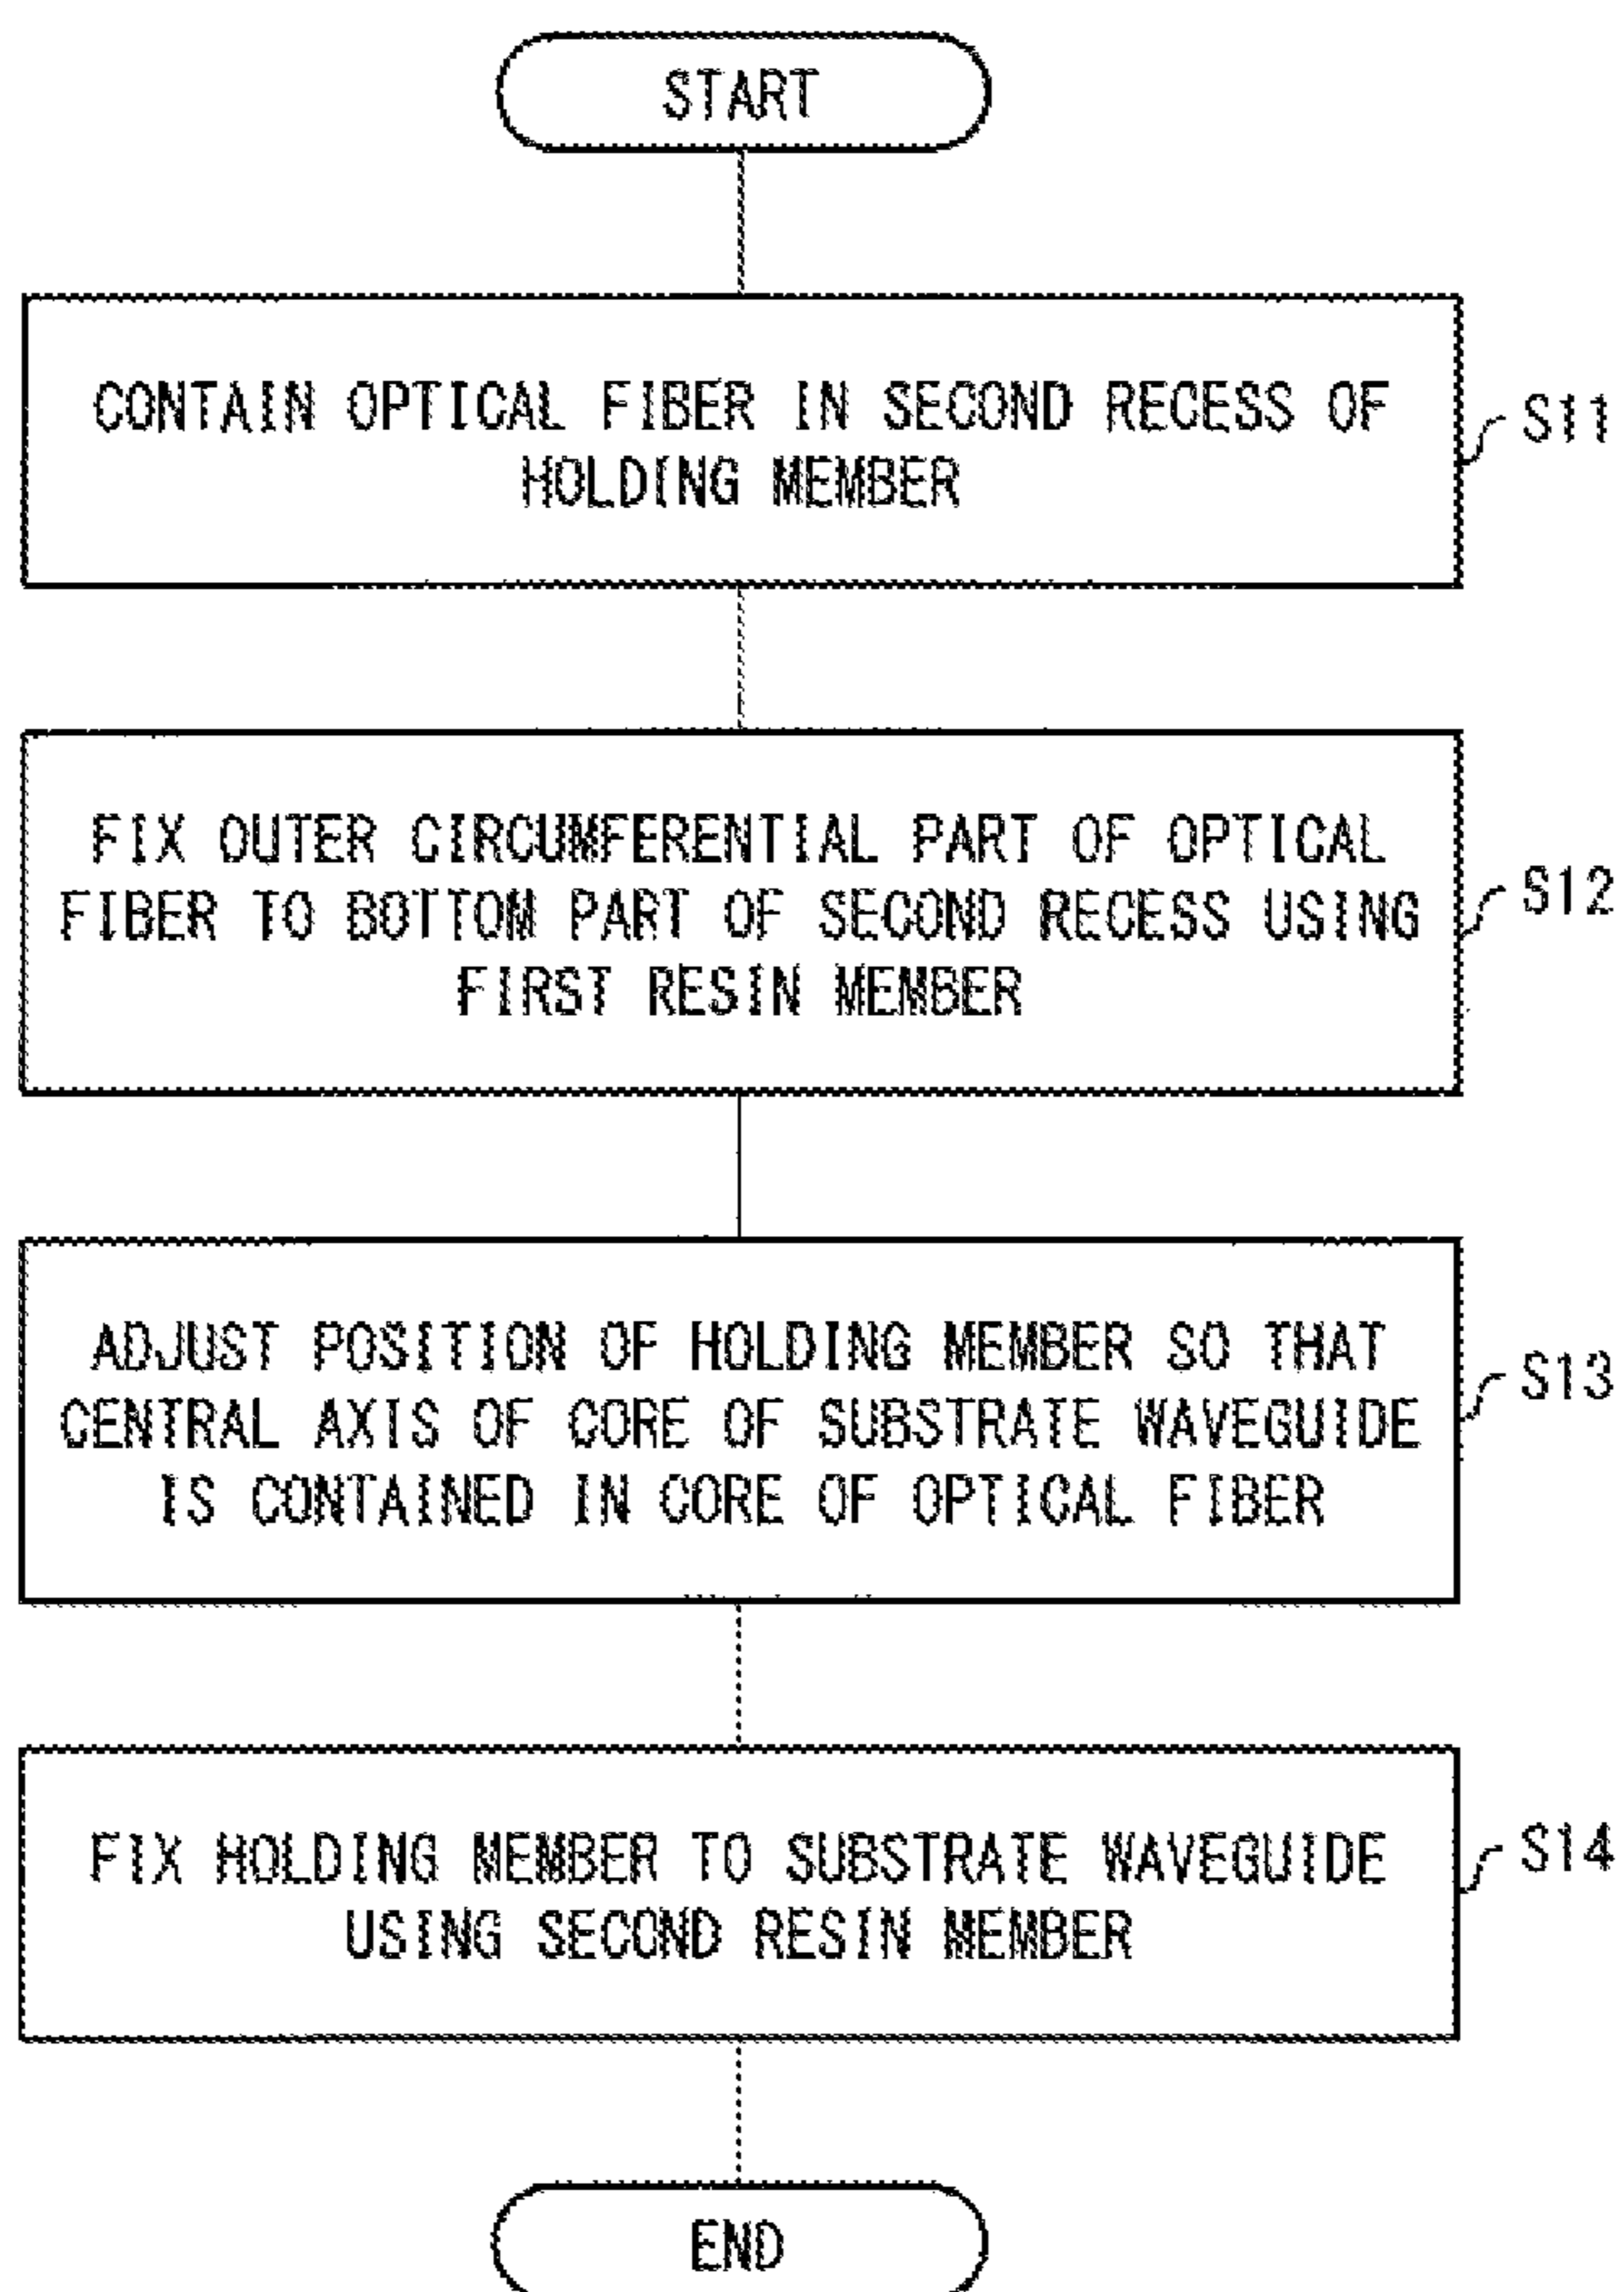 START
CONTAIN OPTICAL FIBER IN SECOND RECESS OF
HOLDING MEMBER
S11
FIX OUTER CIRCUMFERENTIAL PART OF OPTICAL
FIBER TO BOTTOM PART OF SECOND RECESS USING
FIRST RESIN MEMBER
S12
ADJUST POSITION OF HOLDING MEMBER SO THAT
CENTRAL AXIS OF CORE OF SUBSTRATE WAVEGUIDE
IS CONTAINED IN CORE OF OPTICAL FIBER
S13
FIX HOLDING MEMBER TO SUBSTRATE WAVEGUIDE
USING SECOND RESIN MEMBER
S14
END